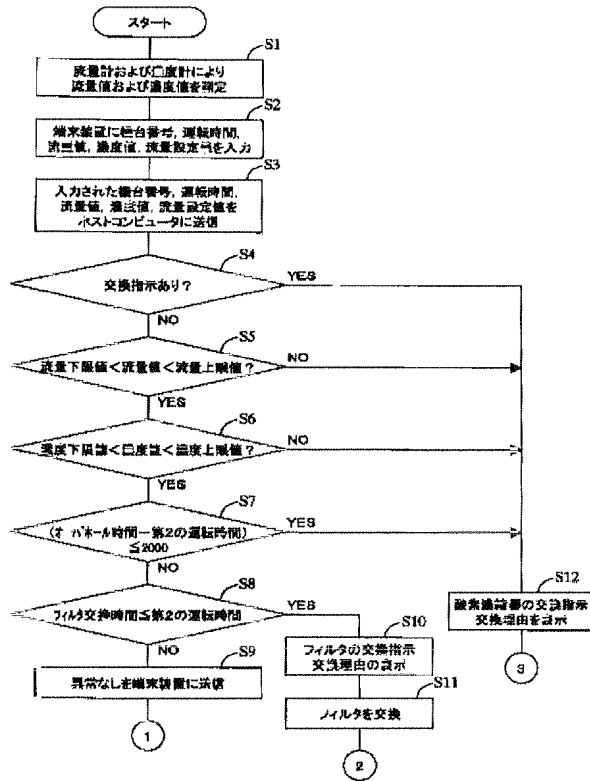 スタート
S1
流量計および濃度計により
流量値および濃度値を測定
S2
端末装置に機台番号,運転時間,
流量値,濃度値,流量設定値を入力
S3
入力された機台番号,運転時間,
流量値,濃度値,流量設定値を
ホストコンピュータに送信
S4
交換指示あり?
YES
NO
S5
流量下限値<流量値<流量上限値?
NO
YES
S6
濃度下限値<濃度値<濃度上限値?
NO
YES
S7
(オーバホール時間ー第2の運転時間)
≦2000
YES
NO
S8
フィルタ交換時間≦第2の運転時間
YES
NO
S9
異常なしを端末装置に送信
1
S10
フィルタの交換指示
交換理由の表示
S11
フィルタを交換
2
S12
酸素濃縮器の交換指示
交換理由を表示
3